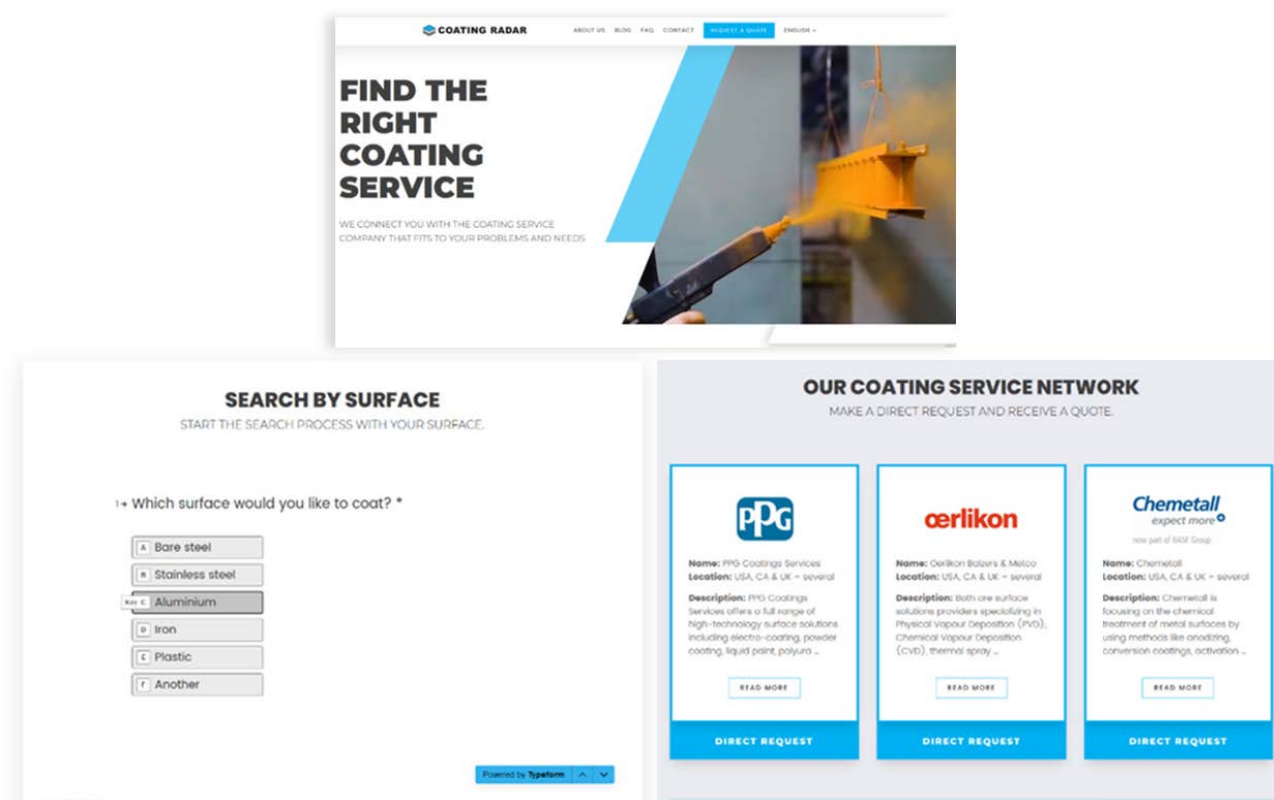 COATING RADAR
ABOUT US BLOG FAQ CONTACT REQUEST A QUOTE ENGLISH
FIND THE
RIGHT
COATING
SERVICE
WE CONNECT YOU WITH THE COATING SERVICE
COMPANY THAT FITS TO YOUR PROBLEMS AND NEEDS
SEARCH BY SURFACE
START THE SEARCH PROCESS WITH YOUR SURFACE.
1 → Which surface would you like to coat? *
A Bare steel
B Stainless steel
Key C Aluminium
D Iron
E Plastic
F Another
Powered by Typeform
OUR COATING SERVICE NETWORK
MAKE A DIRECT REQUEST AND RECEIVE A QUOTE.
PPG
Name: PPG Coatings Services
Location: USA, CA & UK – several
Description: PPG Coatings
Services offers a full range of
high-technology surface solutions
including electro-coating, powder
coating, liquid paint, polyura ...
READ MORE
DIRECT REQUEST
œrlikon
Name: Oerlikon Balzers & Metco
Location: USA, CA & UK – several
Description: Both are surface
solutions providers specializing in
Physical Vapour Deposition (PVD),
Chemical Vapour Deposition
(CVD), thermal spray ...
READ MORE
DIRECT REQUEST
Chemetall
expect more
now part of BASF Group
Name: Chemetall
Location: USA, CA & UK – several
Description: Chemetall is
focusing on the chemical
treatment of metal surfaces by
using methods like anodizing,
conversion coatings, activation ...
READ MORE
DIRECT REQUEST